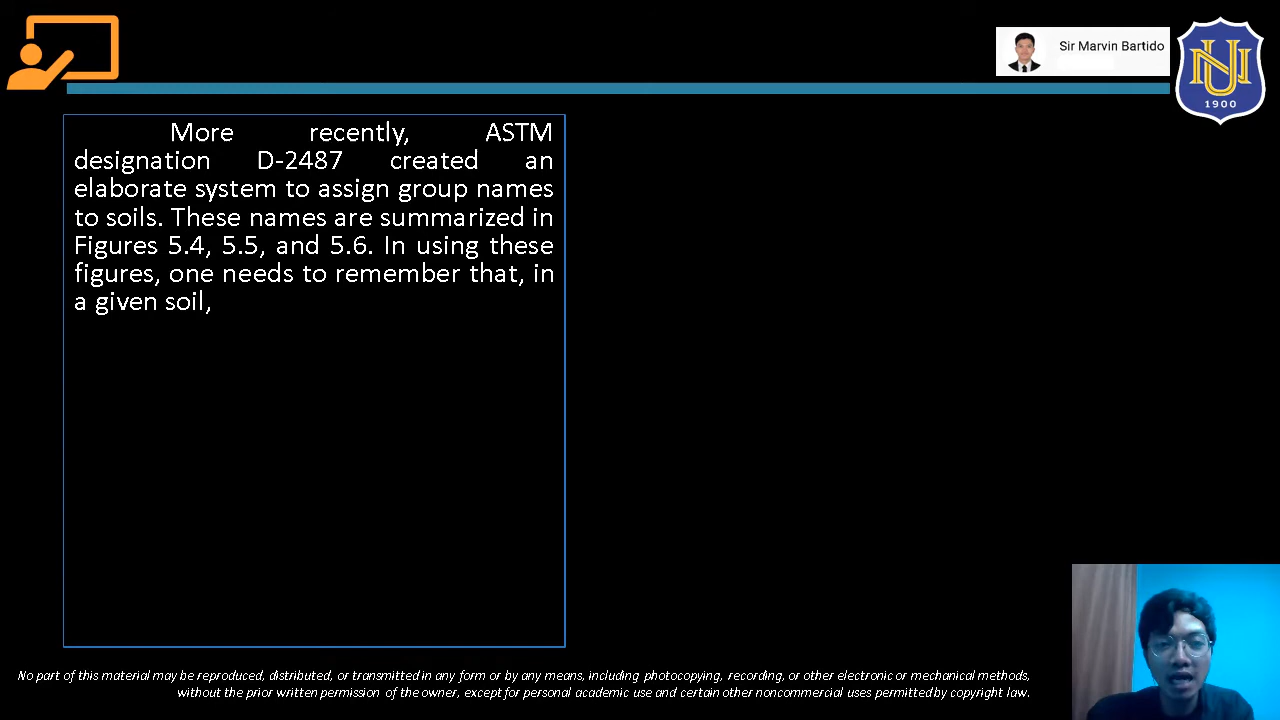 Sir Marvin Bartido
NU
1900
More recently, ASTM
designation D-2487 created an
elaborate system to assign group names
to soils. These names are summarized in
Figures 5.4, 5.5, and 5.6. In using these
figures, one needs to remember that, in
a given soil,
No part of this material may be reproduced, distributed, or transmitted in any form or by any means, including photocopying, recording, or other electronic or mechanical methods,
without the prior written permission of the owner, except for personal academic use and certain other noncommercial uses permitted by copyright law.